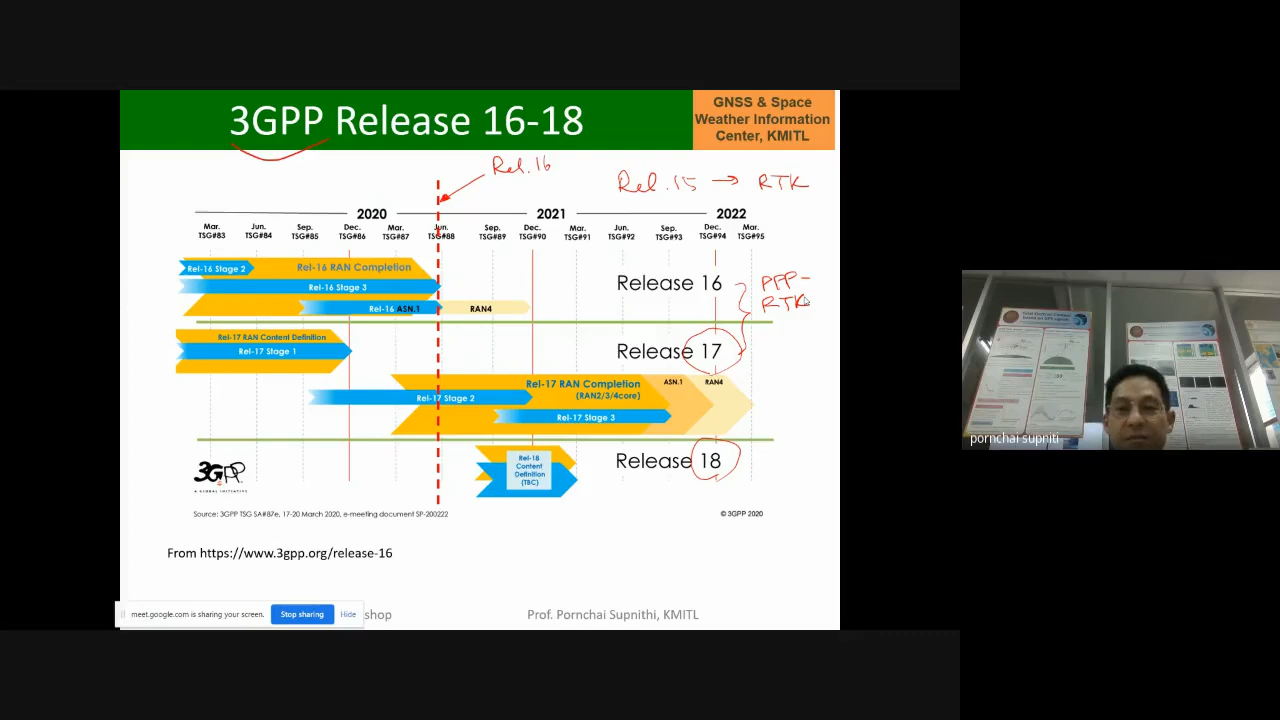 3GPP Release 16-18
GNSS & Space
Weather Information
Center, KMITL
Rel. 16
Rel. 15 → RTK
2020
2021
2022
Mar. TSG#83
Jun. TSG#84
Sep. TSG#85
Dec. TSG#86
Mar. TSG#87
Jun. TSG#88
Sep. TSG#89
Dec. TSG#90
Mar. TSG#91
Jun. TSG#92
Sep. TSG#93
Dec. TSG#94
Mar. TSG#95
Rel-16 Stage 2
Rel-16 RAN Completion
Rel-16 Stage 3
Rel-16 ASN.1
RAN4
Release 16
PPP-
RTK
Rel-17 RAN Content Definition
Rel-17 Stage 1
Release 17
Rel-17 RAN Completion
(RAN2/3/4core)
ASN.1
RAN4
Rel-17 Stage 2
Rel-17 Stage 3
Rel-18
Content
Definition
(TBC)
Release 18
3GPP
A GLOBAL INITIATIVE
Source: 3GPP TSG SA#87e, 17-20 March 2020, e-meeting document SP-200222
© 3GPP 2020
From https://www.3gpp.org/release-16
meet.google.com is sharing your screen.
Stop sharing
Hide
shop
Prof. Pornchai Supnithi, KMITL
pornchai supniti